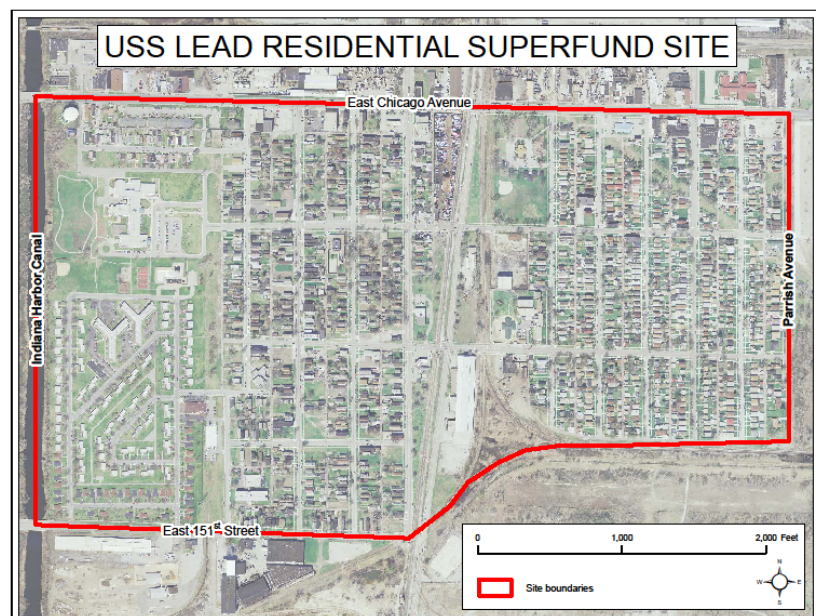 USS LEAD RESIDENTIAL SUPERFUND SITE
East Chicago Avenue
Indiana Harbor Canal
Parrish Avenue
East 151st Street
0 1,000 2,000 Feet
Site boundaries
N
W E
S